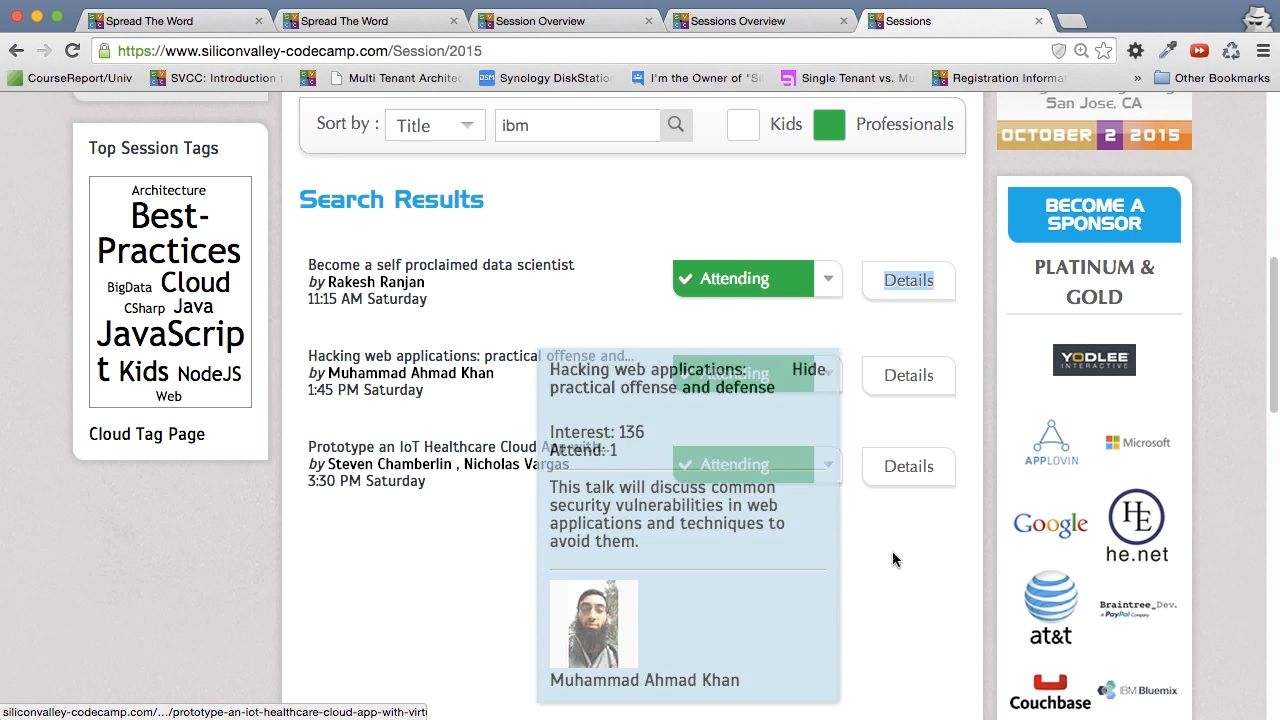 Spread The Word
Spread The Word
Session Overview
Sessions Overview
Sessions
https://www.siliconvalley-codecamp.com/Session/2015
CourseReport/Univ
SVCC: Introduction
Multi Tenant Architec
Synology DiskStatio
I'm the Owner of "Si
Single Tenant vs. Mu
Registration Informat
»
Other Bookmarks
Top Session Tags
Architecture
Best-
Practices
BigData Cloud
CSharp Java
JavaScrip
t Kids NodeJS
Web
Cloud Tag Page
Sort by :
Title
ibm
Kids
Professionals
Search Results
Become a self proclaimed data scientist
by Rakesh Ranjan
11:15 AM Saturday
Attending
Details
Hacking web applications: practical offense and...
by Muhammad Ahmad Khan
1:45 PM Saturday
Attending
Details
Prototype an IoT Healthcare Cloud App with...
by Steven Chamberlin , Nicholas Vargas
3:30 PM Saturday
Attending
Details
Hacking web applications:
practical offense and defense
Hide
Interest: 136
Attend: 1
This talk will discuss common
security vulnerabilities in web
applications and techniques to
avoid them.
Muhammad Ahmad Khan
San Jose, CA
OCTOBER 2 2015
BECOME A
SPONSOR
PLATINUM &
GOLD
YODLEE
INTERACTIVE
APPLOVIN
Microsoft
Google
HE
he.net
at&t
Braintree_Dev.
a PayPal Company
Couchbase
IBM Bluemix
siliconvalley-codecamp.com/.../prototype-an-iot-healthcare-cloud-app-with-virtu